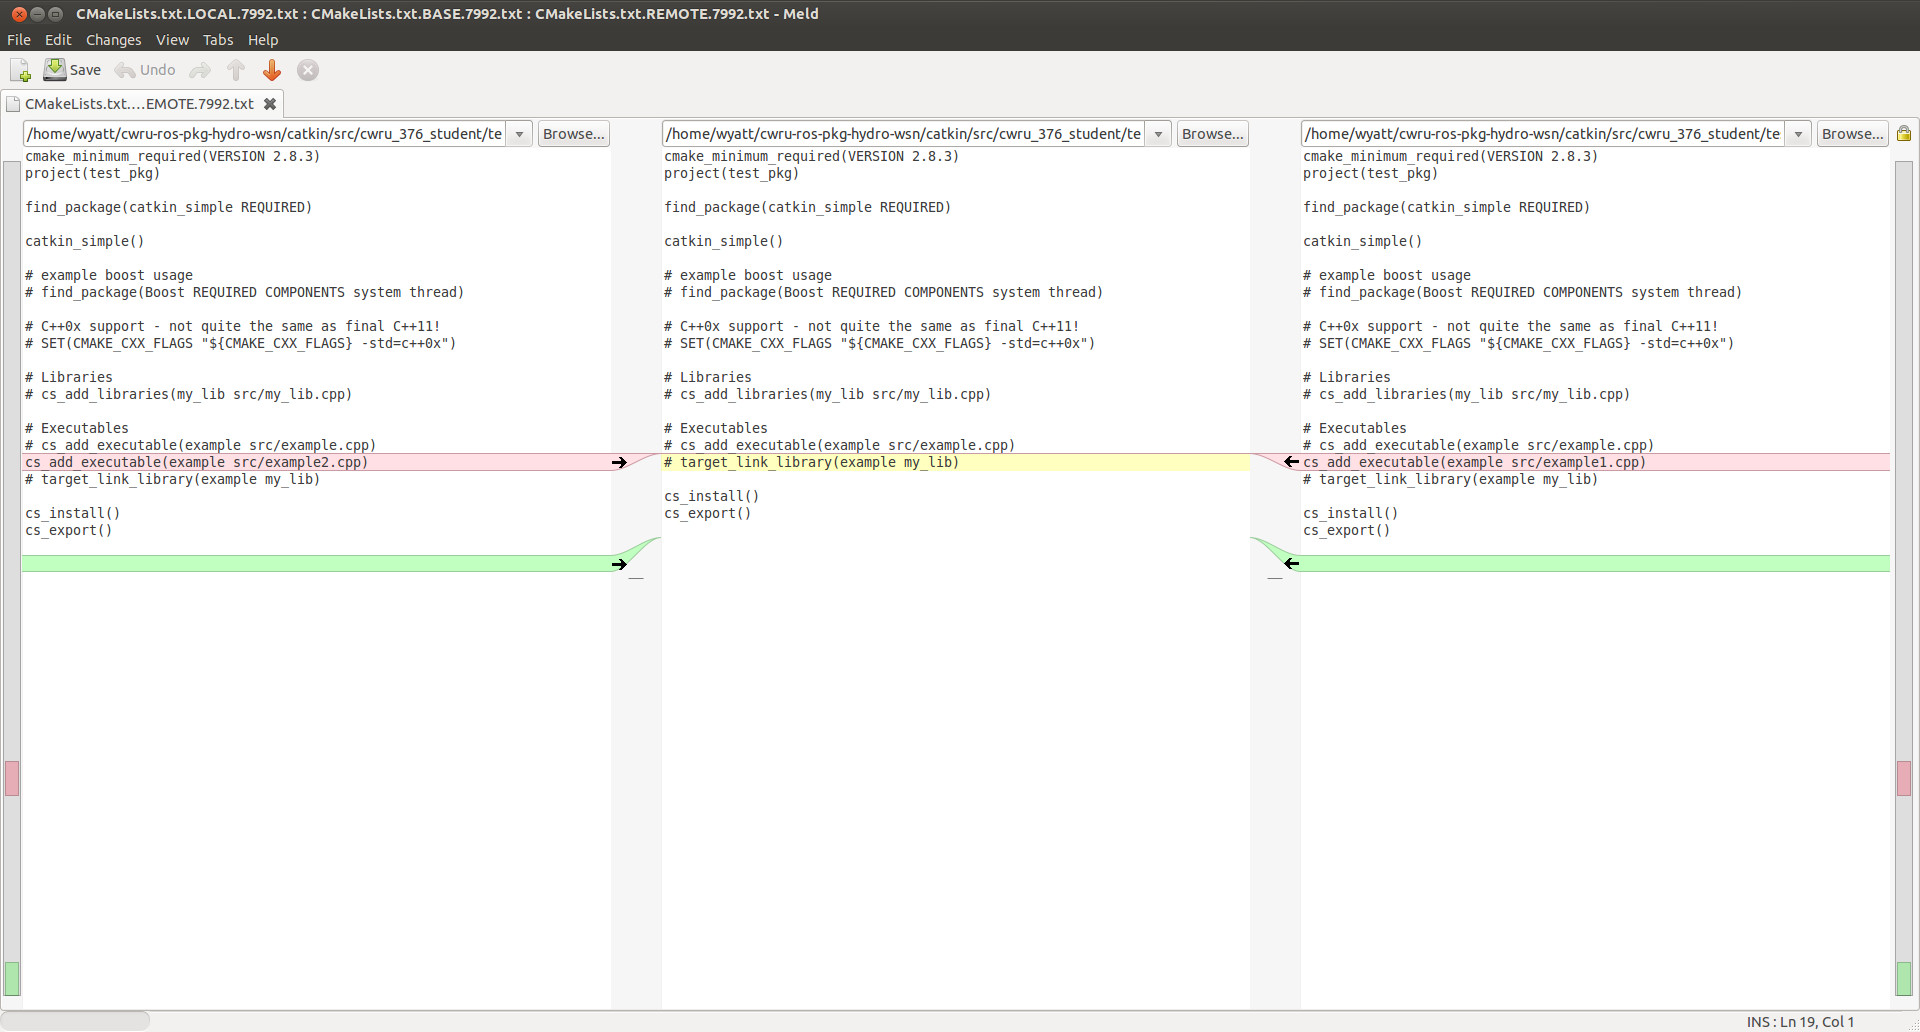 CMakeLists.txt.LOCAL.7992.txt : CMakeLists.txt.BASE.7992.txt : CMakeLists.txt.REMOTE.7992.txt - Meld
File Edit Changes View Tabs Help
Save Undo
CMakeLists.txt....EMOTE.7992.txt
/home/wyatt/cwru-ros-pkg-hydro-wsn/catkin/src/cwru_376_student/te Browse...
cmake_minimum_required(VERSION 2.8.3)
project(test_pkg)
find_package(catkin_simple REQUIRED)
catkin_simple()
# example boost usage
# find_package(Boost REQUIRED COMPONENTS system thread)
# C++0x support - not quite the same as final C++11!
# SET(CMAKE_CXX_FLAGS "${CMAKE_CXX_FLAGS} -std=c++0x")
# Libraries
# cs_add_libraries(my_lib src/my_lib.cpp)
# Executables
# cs_add_executable(example src/example.cpp)
cs_add_executable(example src/example2.cpp)
# target_link_library(example my_lib)
cs_install()
cs_export()
/home/wyatt/cwru-ros-pkg-hydro-wsn/catkin/src/cwru_376_student/te Browse...
cmake_minimum_required(VERSION 2.8.3)
project(test_pkg)
find_package(catkin_simple REQUIRED)
catkin_simple()
# example boost usage
# find_package(Boost REQUIRED COMPONENTS system thread)
# C++0x support - not quite the same as final C++11!
# SET(CMAKE_CXX_FLAGS "${CMAKE_CXX_FLAGS} -std=c++0x")
# Libraries
# cs_add_libraries(my_lib src/my_lib.cpp)
# Executables
# cs_add_executable(example src/example.cpp)
# target_link_library(example my_lib)
cs_install()
cs_export()
/home/wyatt/cwru-ros-pkg-hydro-wsn/catkin/src/cwru_376_student/te Browse...
cmake_minimum_required(VERSION 2.8.3)
project(test_pkg)
find_package(catkin_simple REQUIRED)
catkin_simple()
# example boost usage
# find_package(Boost REQUIRED COMPONENTS system thread)
# C++0x support - not quite the same as final C++11!
# SET(CMAKE_CXX_FLAGS "${CMAKE_CXX_FLAGS} -std=c++0x")
# Libraries
# cs_add_libraries(my_lib src/my_lib.cpp)
# Executables
# cs_add_executable(example src/example.cpp)
cs_add_executable(example src/example1.cpp)
# target_link_library(example my_lib)
cs_install()
cs_export()
INS : Ln 19, Col 1